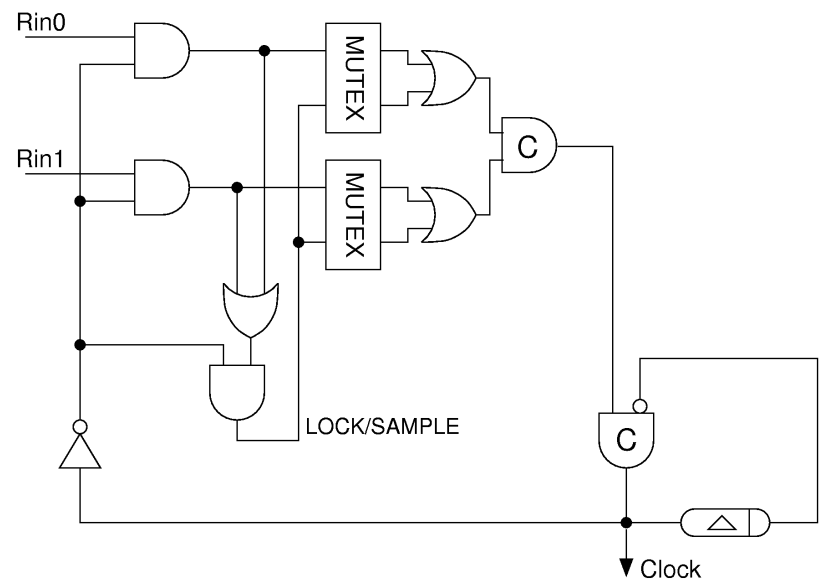 Rin0
MUTEX
C
Rin1
MUTEX
LOCK/SAMPLE
C
Clock